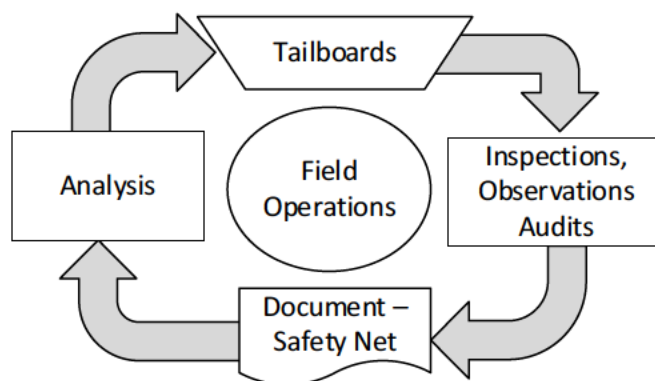 Tailboards
Analysis
Field
Operations
Inspections,
Observations
Audits
Document –
Safety Net